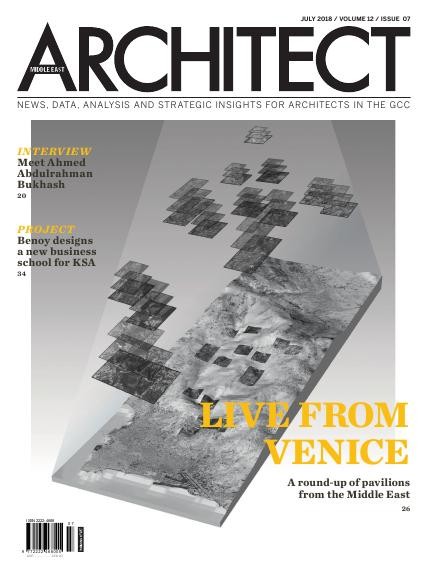 JULY 2018 / VOLUME 12 / ISSUE 07
ARCHITECT
MIDDLE EAST
NEWS, DATA, ANALYSIS AND STRATEGIC INSIGHTS FOR ARCHITECTS IN THE GCC
INTERVIEW
Meet Ahmed
Abdulrahman
Bukhash
20
PROJECT
Benoy designs
a new business
school for KSA
34
LIVE FROM
VENICE
A round-up of pavilions
from the Middle East
26